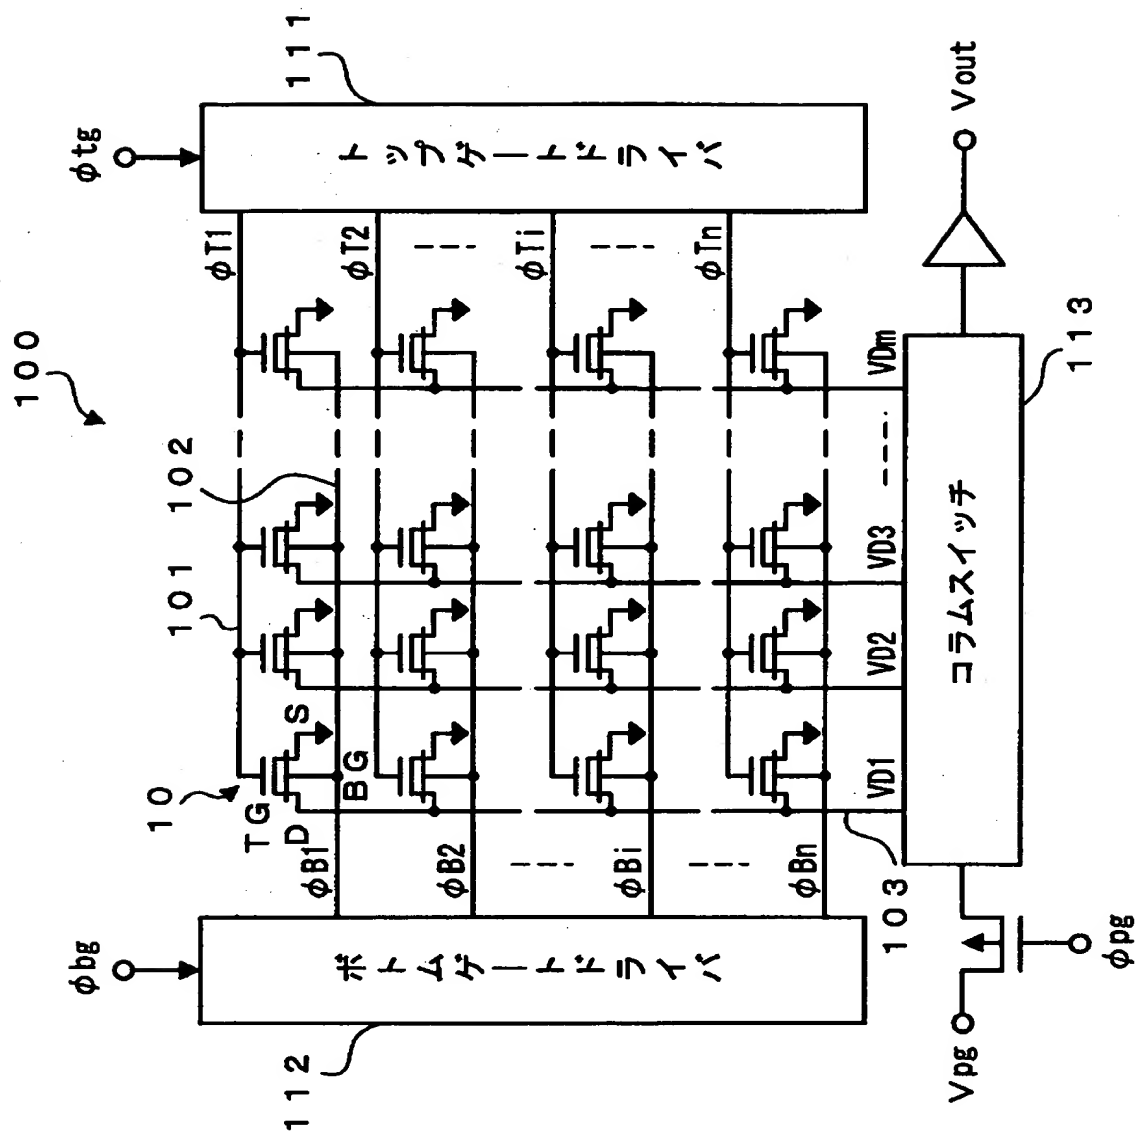 100
111
φtg
トップゲートドライバ
φT1
φT2
φTi
φTn
101
102
10
TG
D
S
BG
φB1
φB2
φBi
φBn
φbg
ボトムゲートドライバ
112
VD1
VD2
VD3
VDm
103
コラムスイッチ
113
Vout
Vpg
φpg